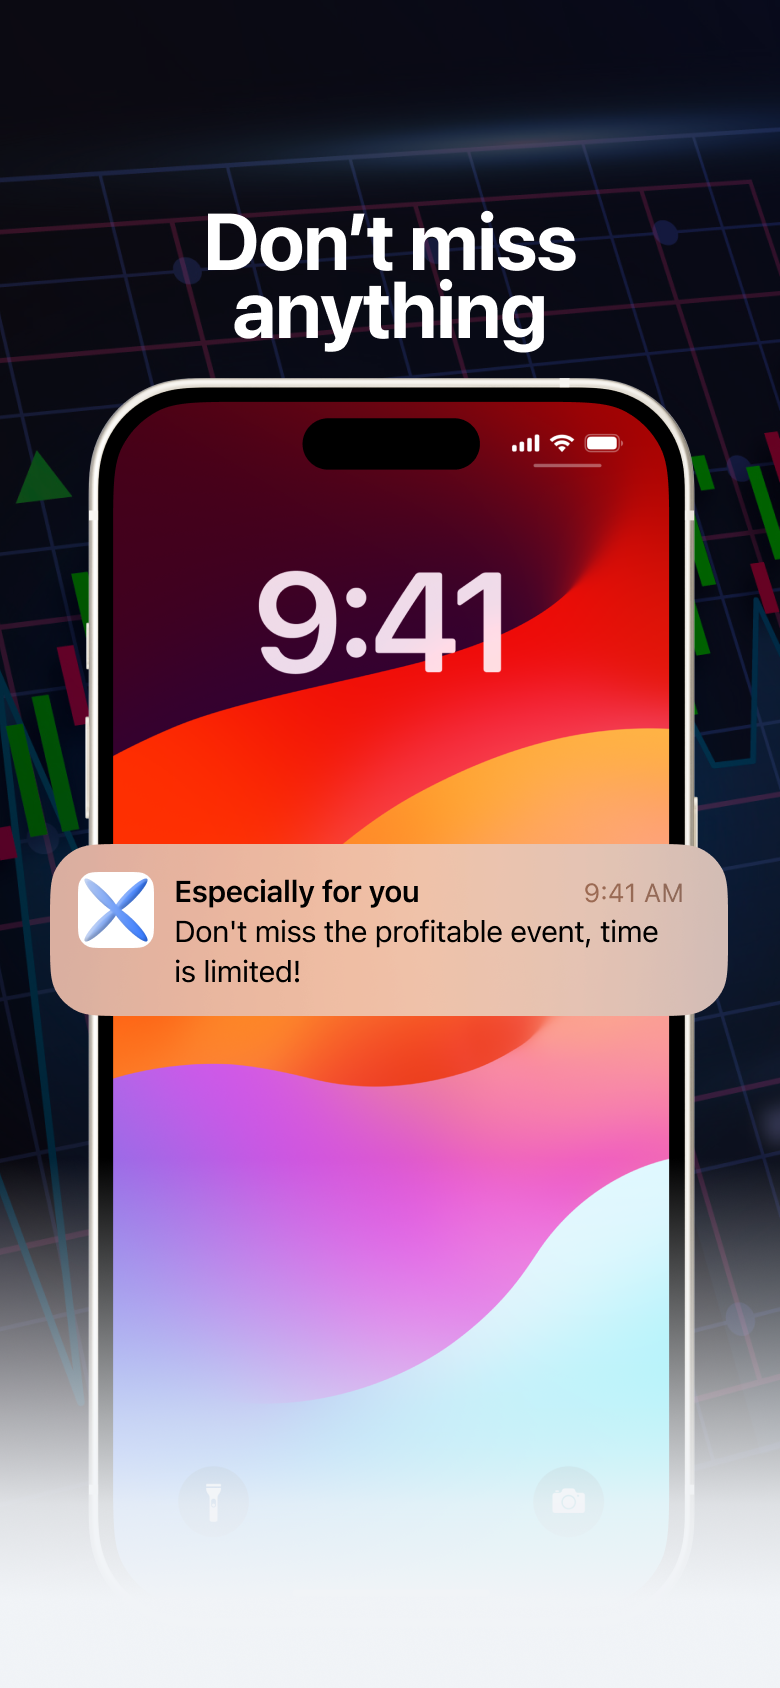 Don’t miss
anything
9:41
Especially for you
9:41 AM
Don't miss the profitable event, time
is limited!